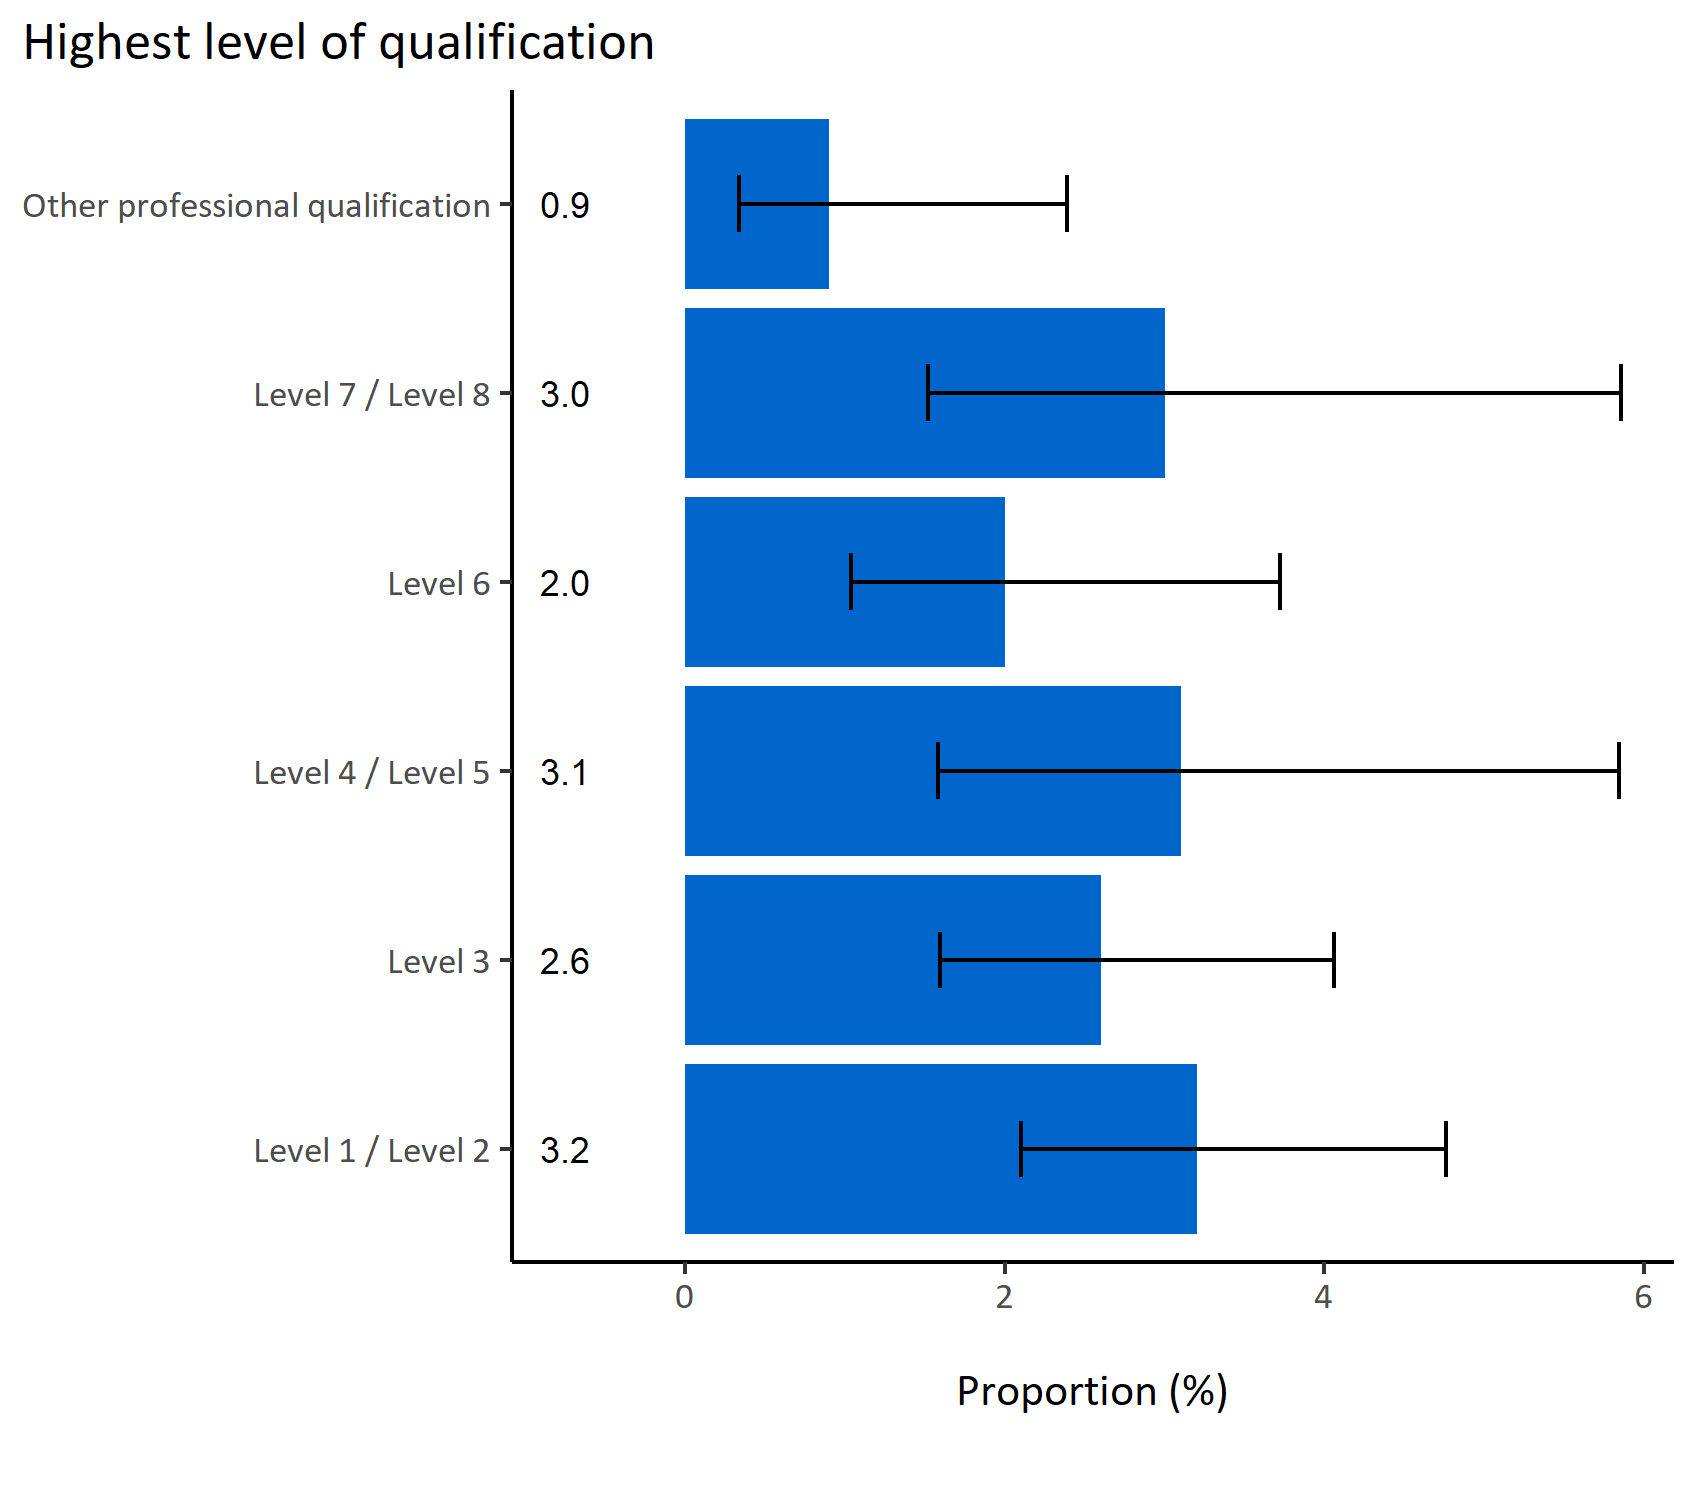 Highest level of qualification
Other professional qualification 0.9
Level 7 / Level 8 3.0
Level 6 2.0
Level 4 / Level 5 3.1
Level 3 2.6
Level 1 / Level 2 3.2
0 2 4 6
Proportion (%)